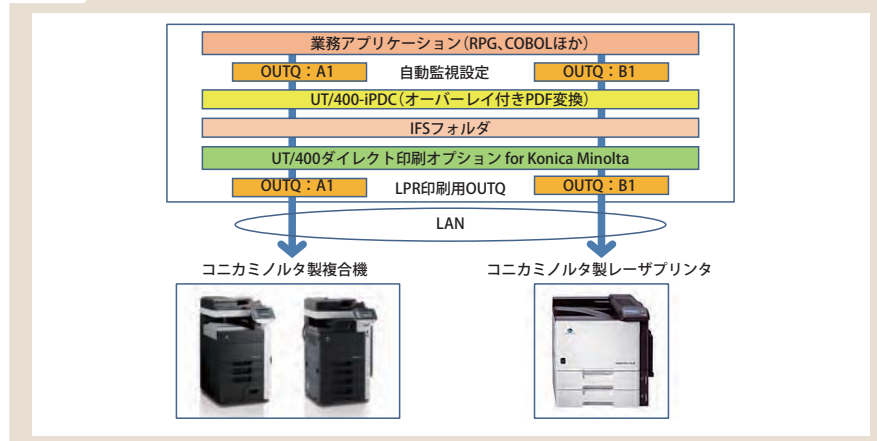 業務アプリケーション（RPG、COBOLほか）
OUTQ：A1 自動監視設定 OUTQ：B1
UT/400-iPDC（オーバーレイ付きPDF変換）
IFSフォルダ
UT/400ダイレクト印刷オプション for Konica Minolta
OUTQ：A1 LPR印刷用OUTQ OUTQ：B1
LAN
コニカミノルタ製複合機 コニカミノルタ製レーザプリンタ